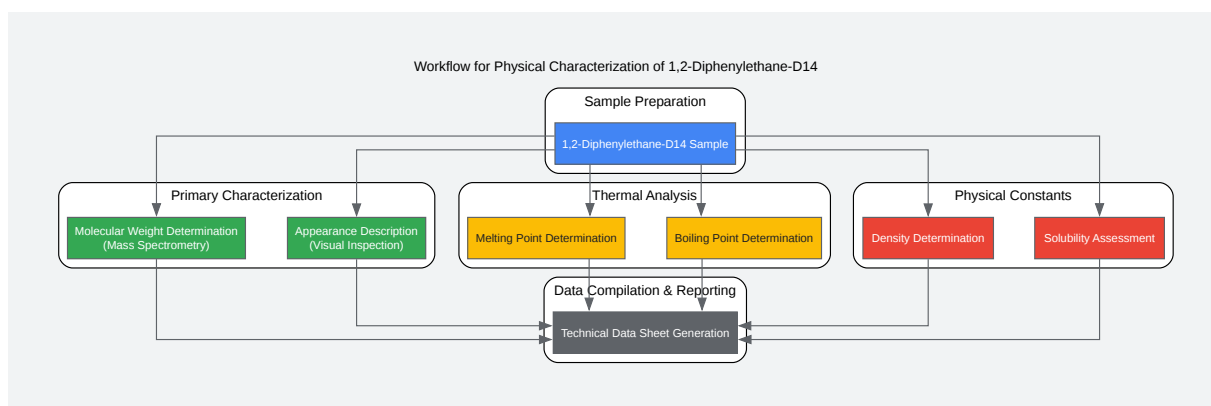 Workflow for Physical Characterization of 1,2-Diphenylethane-D14
Sample Preparation
1,2-Diphenylethane-D14 Sample
Primary Characterization
Thermal Analysis
Physical Constants
Molecular Weight Determination
(Mass Spectrometry)
Appearance Description
(Visual Inspection)
Melting Point Determination
Boiling Point Determination
Density Determination
Solubility Assessment
Data Compilation & Reporting
Technical Data Sheet Generation